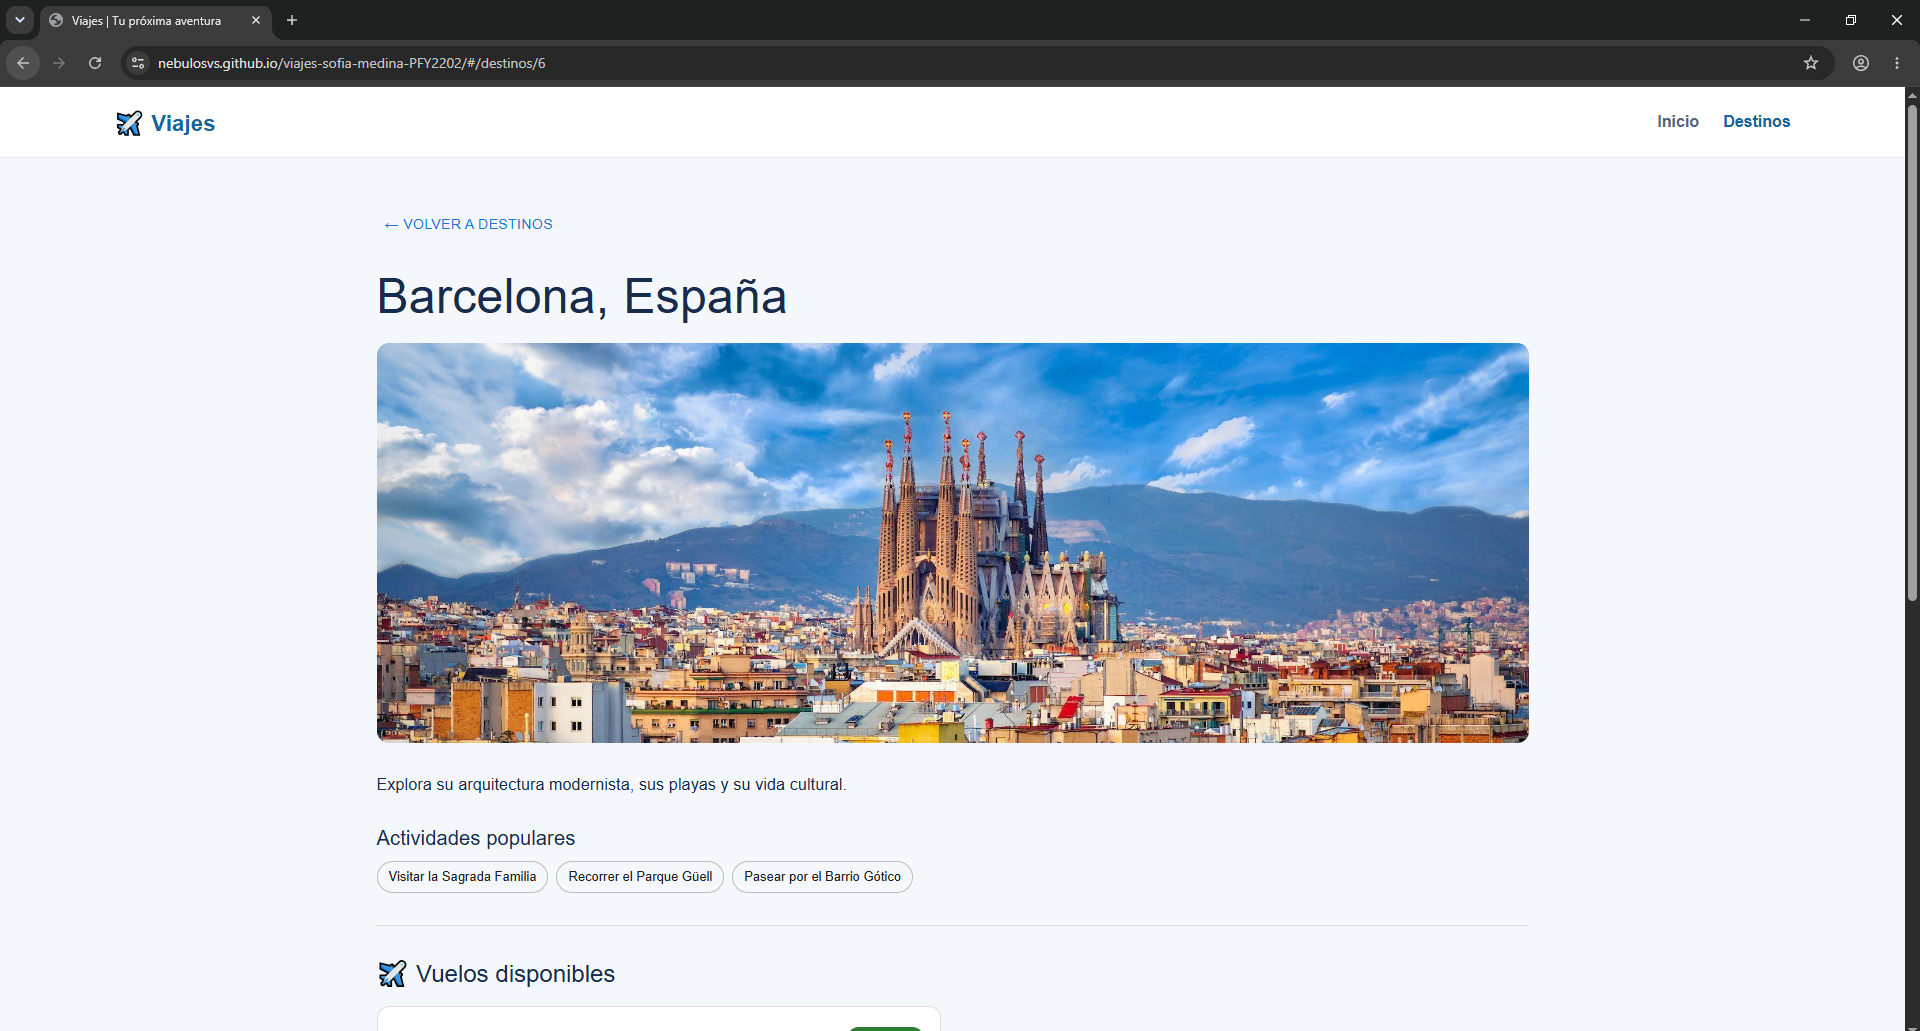 Viajes | Tu próxima aventura
nebulosvs.github.io/viajes-sofia-medina-PFY2202/#/destinos/6
Viajes
Inicio
Destinos
← VOLVER A DESTINOS
Barcelona, España
Explora su arquitectura modernista, sus playas y su vida cultural.
Actividades populares
Visitar la Sagrada Familia
Recorrer el Parque Güell
Pasear por el Barrio Gótico
Vuelos disponibles